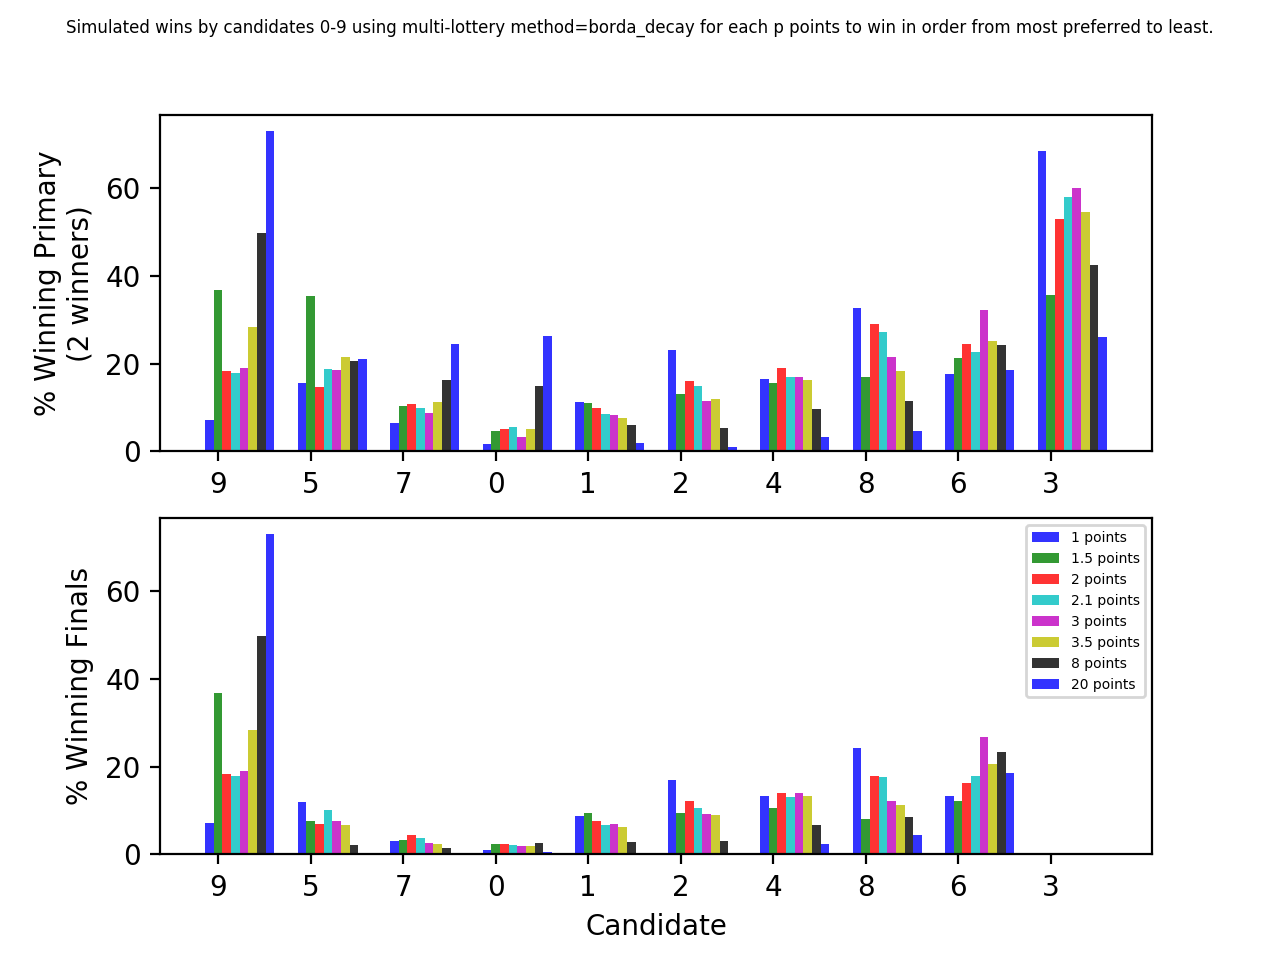 Simulated wins by candidates 0-9 using multi-lottery method=borda_decay for each p points to win in order from most preferred to least.
% Winning Primary
(2 winners)
60
40
20
0
9 5 7 0 1 2 4 8 6 3
% Winning Finals
60
40
20
0
1 points
1.5 points
2 points
2.1 points
3 points
3.5 points
8 points
20 points
9 5 7 0 1 2 4 8 6 3
Candidate